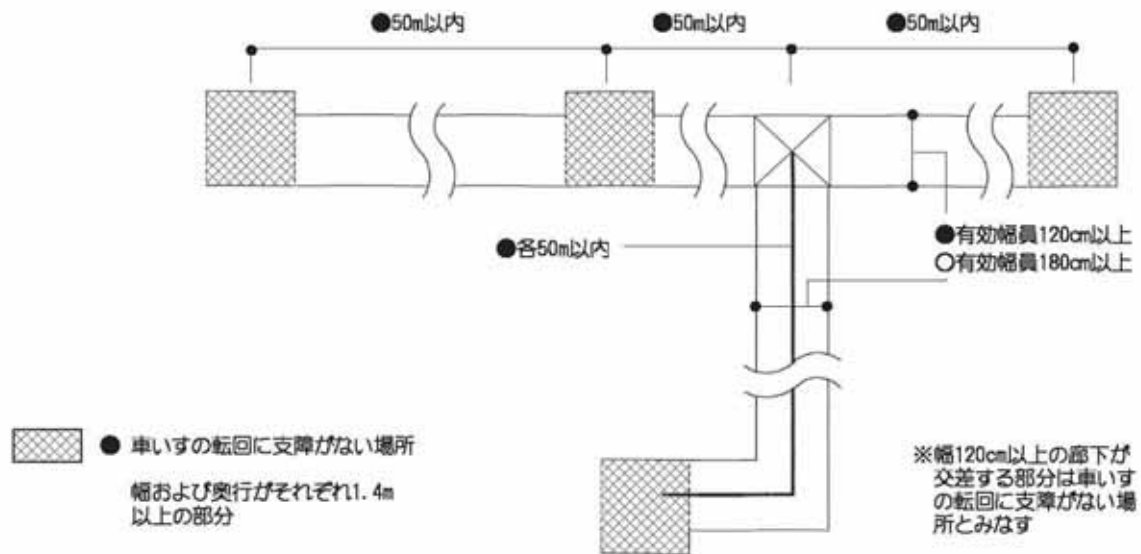 ●50m以内
●50m以内
●50m以内
●有効幅員120cm以上
○有効幅員180cm以上
●各50m以内
● 車いすの転回に支障がない場所
幅および奥行がそれぞれ1.4m
以上の部分
※幅120cm以上の廊下が
交差する部分は車いす
の転回に支障がない場
所とみなす